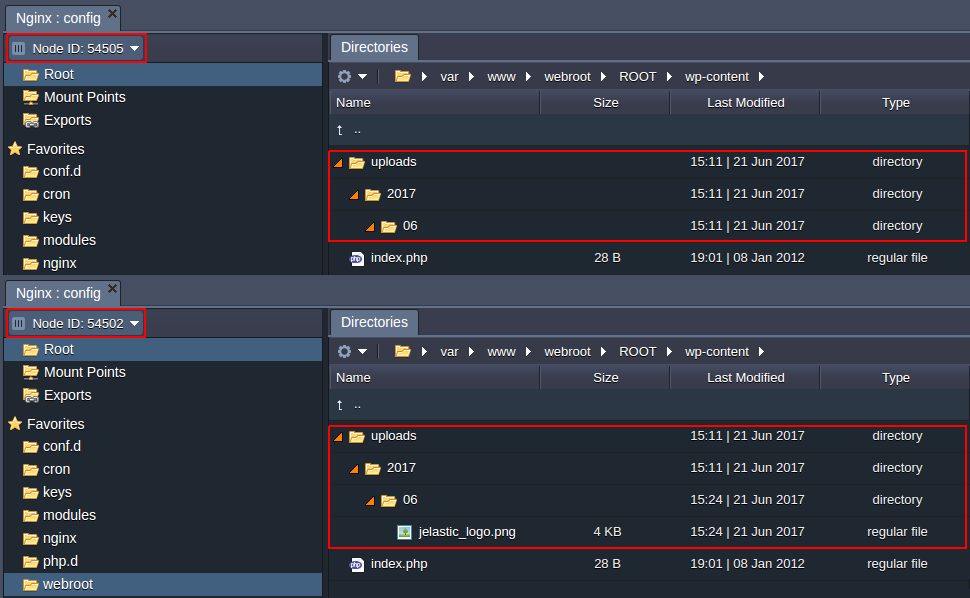 Nginx : config
Node ID: 54505
Directories
Root
Mount Points
Exports
Favorites
conf.d
cron
keys
modules
nginx
var www webroot ROOT wp-content
Name Size Last Modified Type
..
uploads 15:11 | 21 Jun 2017 directory
2017 15:11 | 21 Jun 2017 directory
06 15:11 | 21 Jun 2017 directory
php index.php 28 B 19:01 | 08 Jan 2012 regular file
Nginx : config
Node ID: 54502
Directories
Root
Mount Points
Exports
Favorites
conf.d
cron
keys
modules
nginx
php.d
webroot
var www webroot ROOT wp-content
Name Size Last Modified Type
..
uploads 15:11 | 21 Jun 2017 directory
2017 15:11 | 21 Jun 2017 directory
06 15:24 | 21 Jun 2017 directory
jelastic_logo.png 4 KB 15:24 | 21 Jun 2017 regular file
php index.php 28 B 19:01 | 08 Jan 2012 regular file